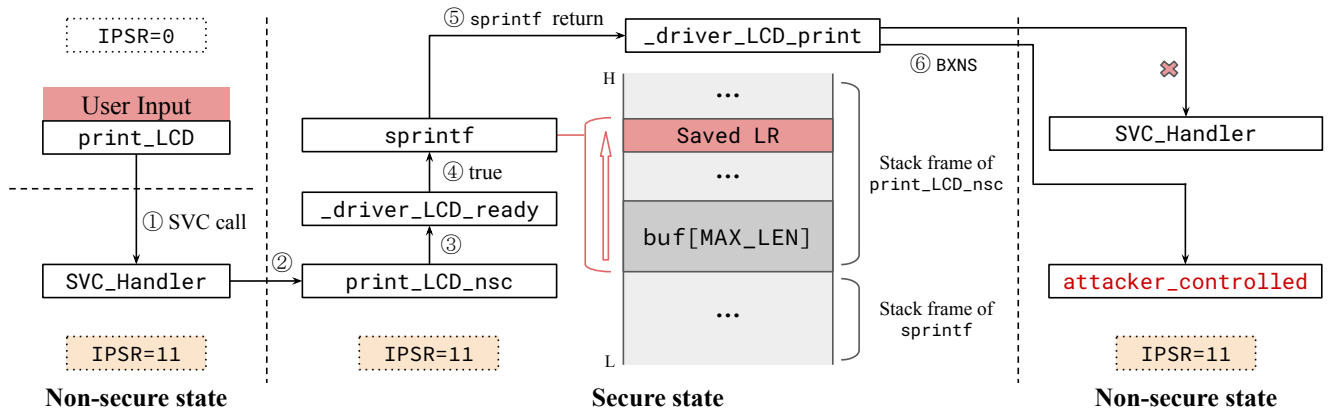 IPSR=0
User Input
print_LCD
① SVC call
SVC_Handler
IPSR=11
Non-secure state
②
sprintf
④ true
_driver_LCD_ready
③
print_LCD_nsc
IPSR=11
⑤ sprintf return
_driver_LCD_print
H
...
Saved LR
...
buf[MAX_LEN]
...
L
Stack frame of
print_LCD_nsc
Stack frame of
sprintf
Secure state
⑥ BXNS
SVC_Handler
attacker_controlled
IPSR=11
Non-secure state